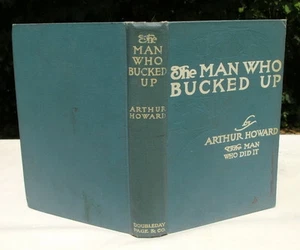 The
MAN
WHO
BUCKED
UP
ARTHUR
HOWARD
DOUBLEDAY
PAGE & CO
The MAN WHO
BUCKED UP
by
ARTHUR HOWARD
The MAN
WHO DID IT